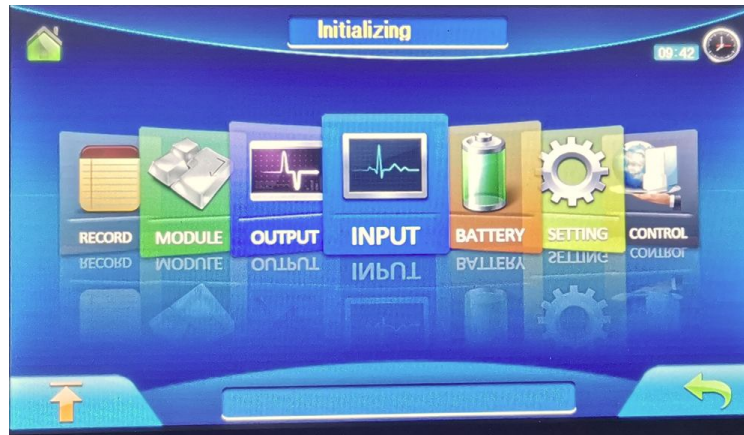 Initializing
09:42
RECORD
MODULE
OUTPUT
INPUT
BATTERY
SETTING
CONTROL